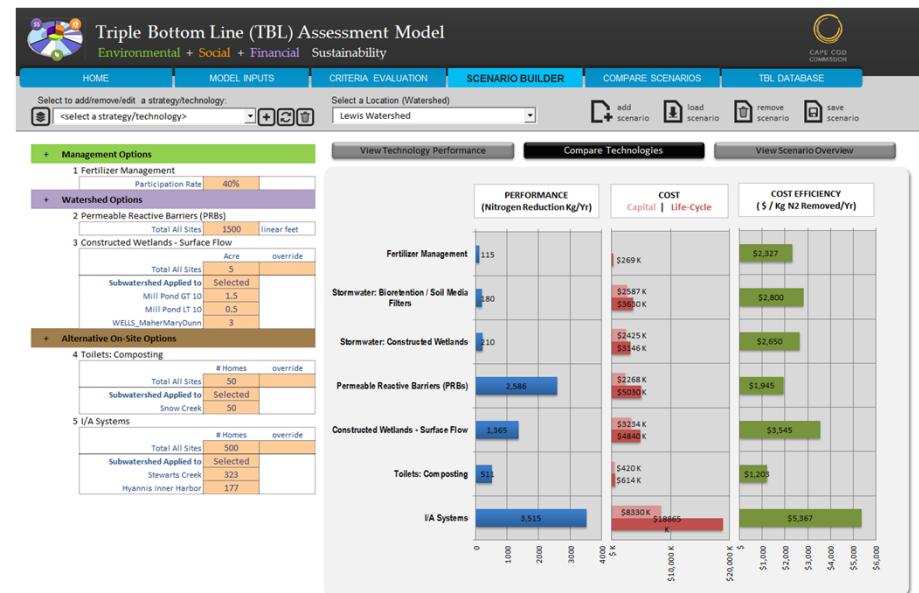 Triple Bottom Line (TBL) Assessment Model
Environmental + Social + Financial Sustainability
CAPE COD
COMMISSION
HOME MODEL INPUTS CRITERIA EVALUATION SCENARIO BUILDER COMPARE SCENARIOS TBL DATABASE
Select to add/remove/edit a strategy/technology:
<select a strategy/technology>
Select a Location (Watershed)
Lewis Watershed
add scenario
load scenario
remove scenario
save scenario
+ Management Options
1 Fertilizer Management
Participation Rate 40%
+ Watershed Options
2 Permeable Reactive Barriers (PRBs)
Total All Sites 1500 linear feet
3 Constructed Wetlands - Surface Flow
Acre override
Total All Sites 5
Subwatershed Applied to Selected
Mill Pond GT 10 1.5
Mill Pond LT 10 0.5
WELLS_MaherMaryDunn 3
+ Alternative On-Site Options
4 Toilets: Composting
# Homes override
Total All Sites 50
Subwatershed Applied to Selected
Snow Creek 50
5 I/A Systems
# Homes override
Total All Sites 500
Subwatershed Applied to Selected
Stewarts Creek 323
Hyannis Inner Harbor 177
View Technology Performance Compare Technologies View Scenario Overview
PERFORMANCE
(Nitrogen Reduction Kg/Yr)
COST
Capital | Life-Cycle
COST EFFICIENCY
( $ / Kg N2 Removed/Yr)
Fertilizer Management 115 $269 K $2,327
Stormwater: Bioretention / Soil Media
Filters
180 $2587 K $3630 K $2,800
Stormwater: Constructed Wetlands 210 $2425 K $3146 K $2,650
Permeable Reactive Barriers (PRBs) 2,586 $2268 K $5030 K $1,945
Constructed Wetlands - Surface Flow 1,365 $3234 K $4840 K $3,545
Toilets: Composting 511 $420 K $614 K $1,203
I/A Systems 3,515 $8330 K $18865 K $5,367
0 1000 2000 3000 4000
$ K $10,000 K $20,000 K
$ $1,000 $2,000 $3,000 $4,000 $5,000 $6,000